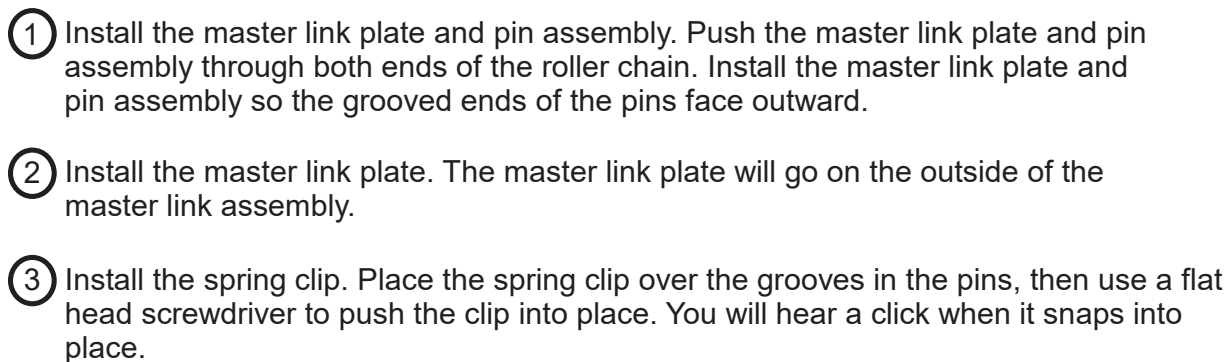 1 Install the master link plate and pin assembly. Push the master link plate and pin
assembly through both ends of the roller chain. Install the master link plate and
pin assembly so the grooved ends of the pins face outward.
2 Install the master link plate. The master link plate will go on the outside of the
master link assembly.
3 Install the spring clip. Place the spring clip over the grooves in the pins, then use a flat
head screwdriver to push the clip into place. You will hear a click when it snaps into
place.